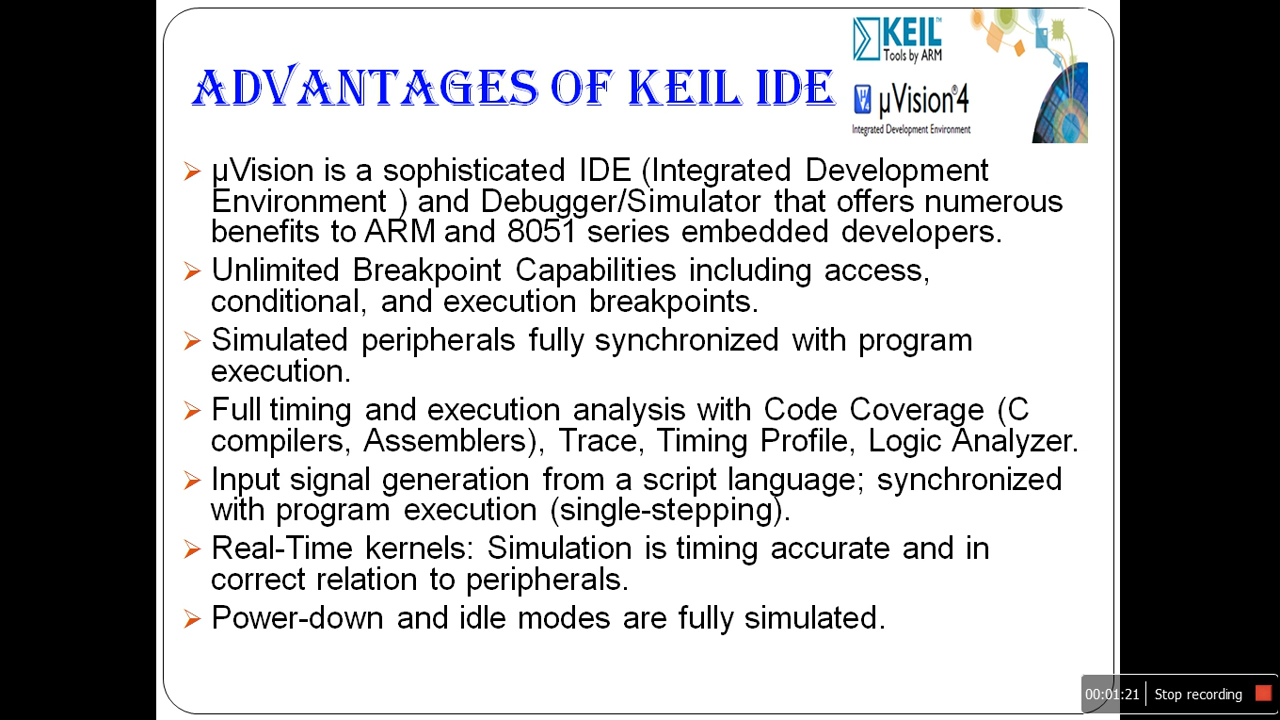 KEIL™
Tools by ARM
ADVANTAGES OF KEIL IDE
µVision®4
Integrated Development Environment
➢ µVision is a sophisticated IDE (Integrated Development
Environment ) and Debugger/Simulator that offers numerous
benefits to ARM and 8051 series embedded developers.
➢ Unlimited Breakpoint Capabilities including access,
conditional, and execution breakpoints.
➢ Simulated peripherals fully synchronized with program
execution.
➢ Full timing and execution analysis with Code Coverage (C
compilers, Assemblers), Trace, Timing Profile, Logic Analyzer.
➢ Input signal generation from a script language; synchronized
with program execution (single-stepping).
➢ Real-Time kernels: Simulation is timing accurate and in
correct relation to peripherals.
➢ Power-down and idle modes are fully simulated.
00:01:21 Stop recording